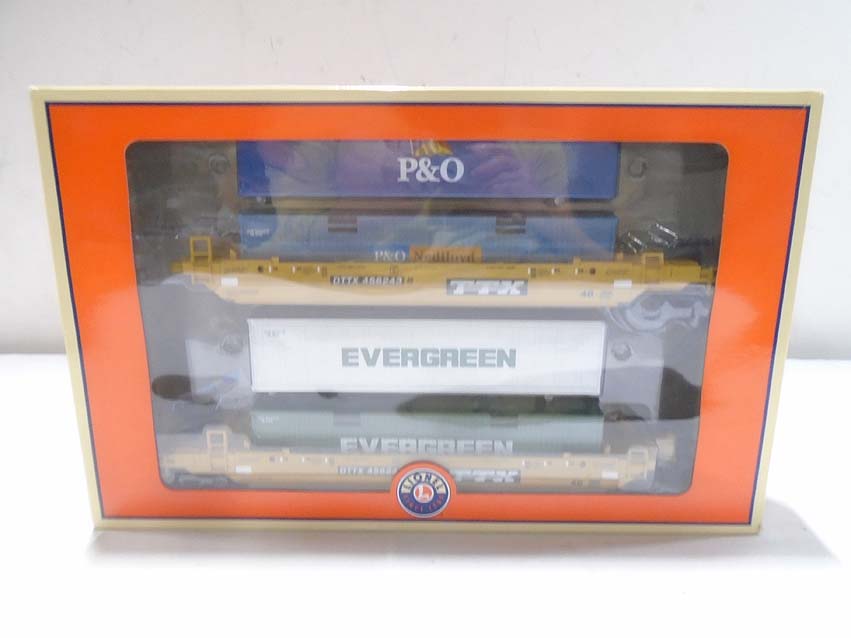 P&O
P&O Nedlloyd
DTTX 456243
TTX
EVERGREEN
EVERGREEN
DTTX
TTX
LIONEL